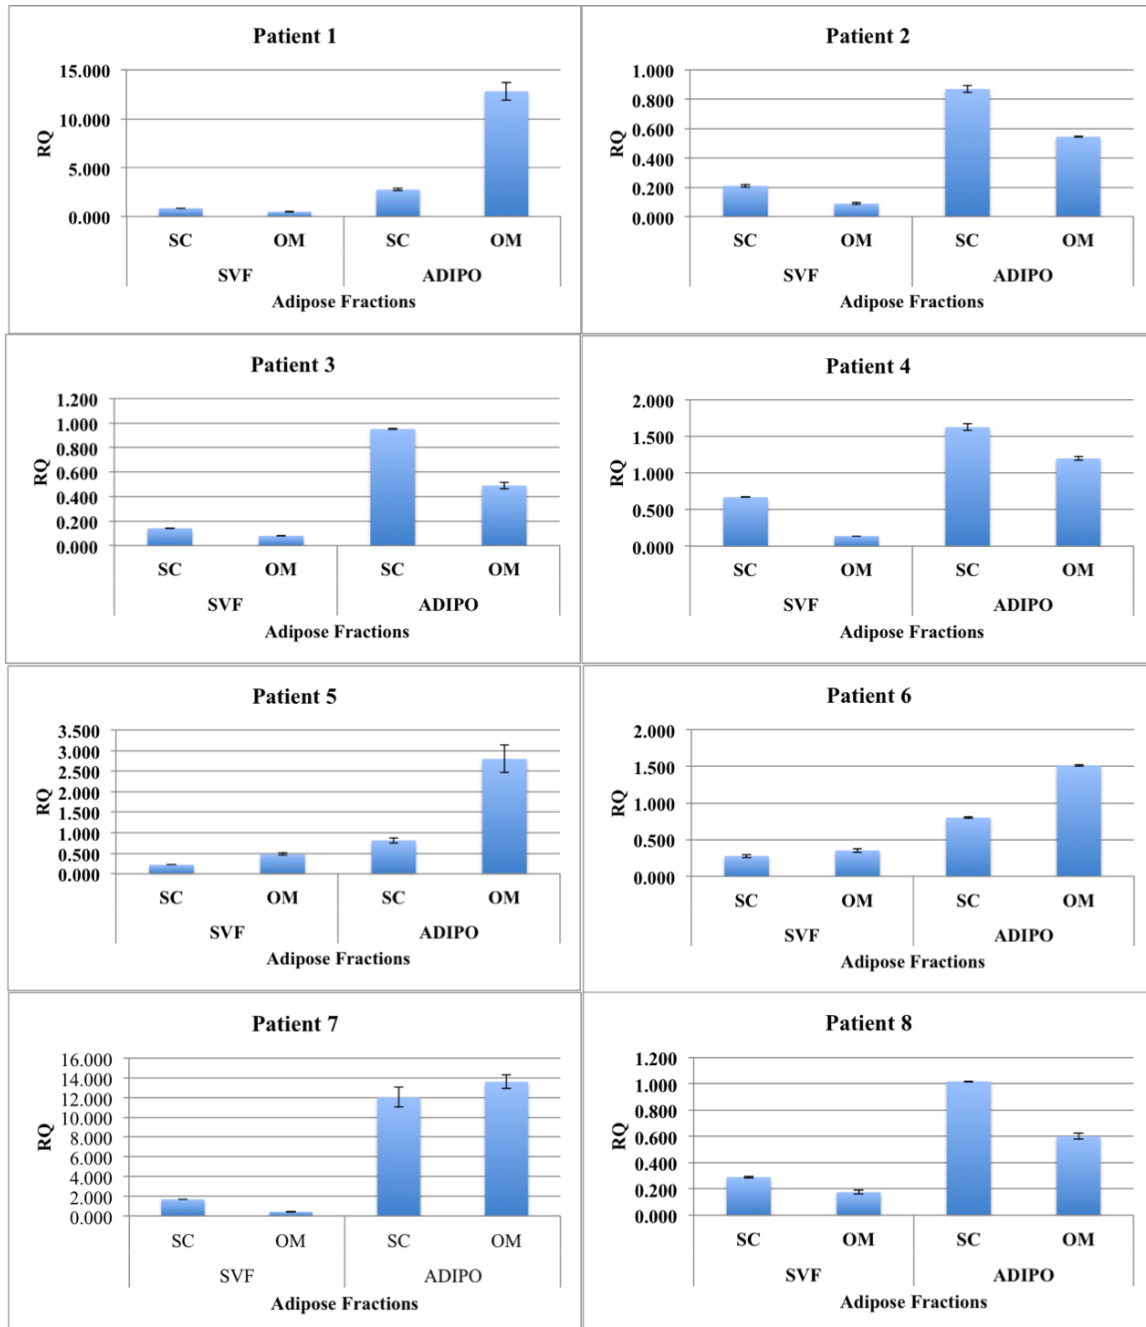 Patient 1
15.000
10.000
5.000
0.000
RQ
SC OM SC OM
SVF ADIPO
Adipose Fractions
Patient 2
1.000
0.800
0.600
0.400
0.200
0.000
RQ
SC OM SC OM
SVF ADIPO
Adipose Fractions
Patient 3
1.200
1.000
0.800
0.600
0.400
0.200
0.000
RQ
SC OM SC OM
SVF ADIPO
Adipose Fractions
Patient 4
2.000
1.500
1.000
0.500
0.000
RQ
SC OM SC OM
SVF ADIPO
Adipose Fractions
Patient 5
3.500
3.000
2.500
2.000
1.500
1.000
0.500
0.000
RQ
SC OM SC OM
SVF ADIPO
Adipose Fractions
Patient 6
2.000
1.500
1.000
0.500
0.000
RQ
SC OM SC OM
SVF ADIPO
Adipose Fractions
Patient 7
16.000
14.000
12.000
10.000
8.000
6.000
4.000
2.000
0.000
RQ
SC OM SC OM
SVF ADIPO
Adipose Fractions
Patient 8
1.200
1.000
0.800
0.600
0.400
0.200
0.000
RQ
SC OM SC OM
SVF ADIPO
Adipose Fractions